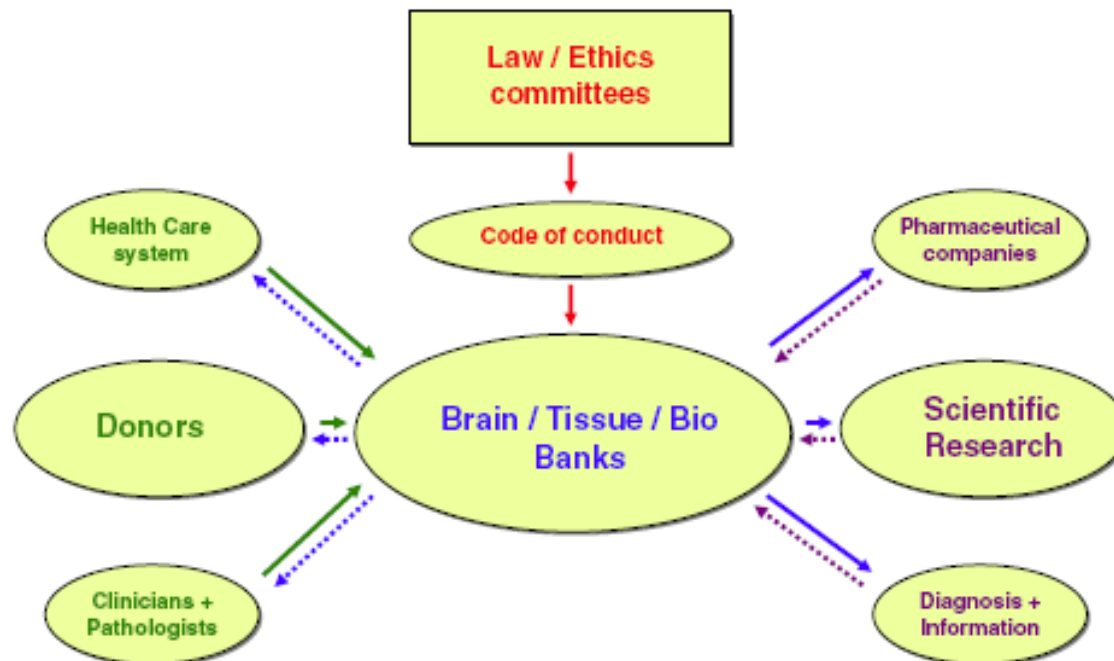 Law / Ethics
committees
Health Care
system
Code of conduct
Pharmaceutical
companies
Donors
Brain / Tissue / Bio
Banks
Scientific
Research
Clinicians +
Pathologists
Diagnosis +
Information